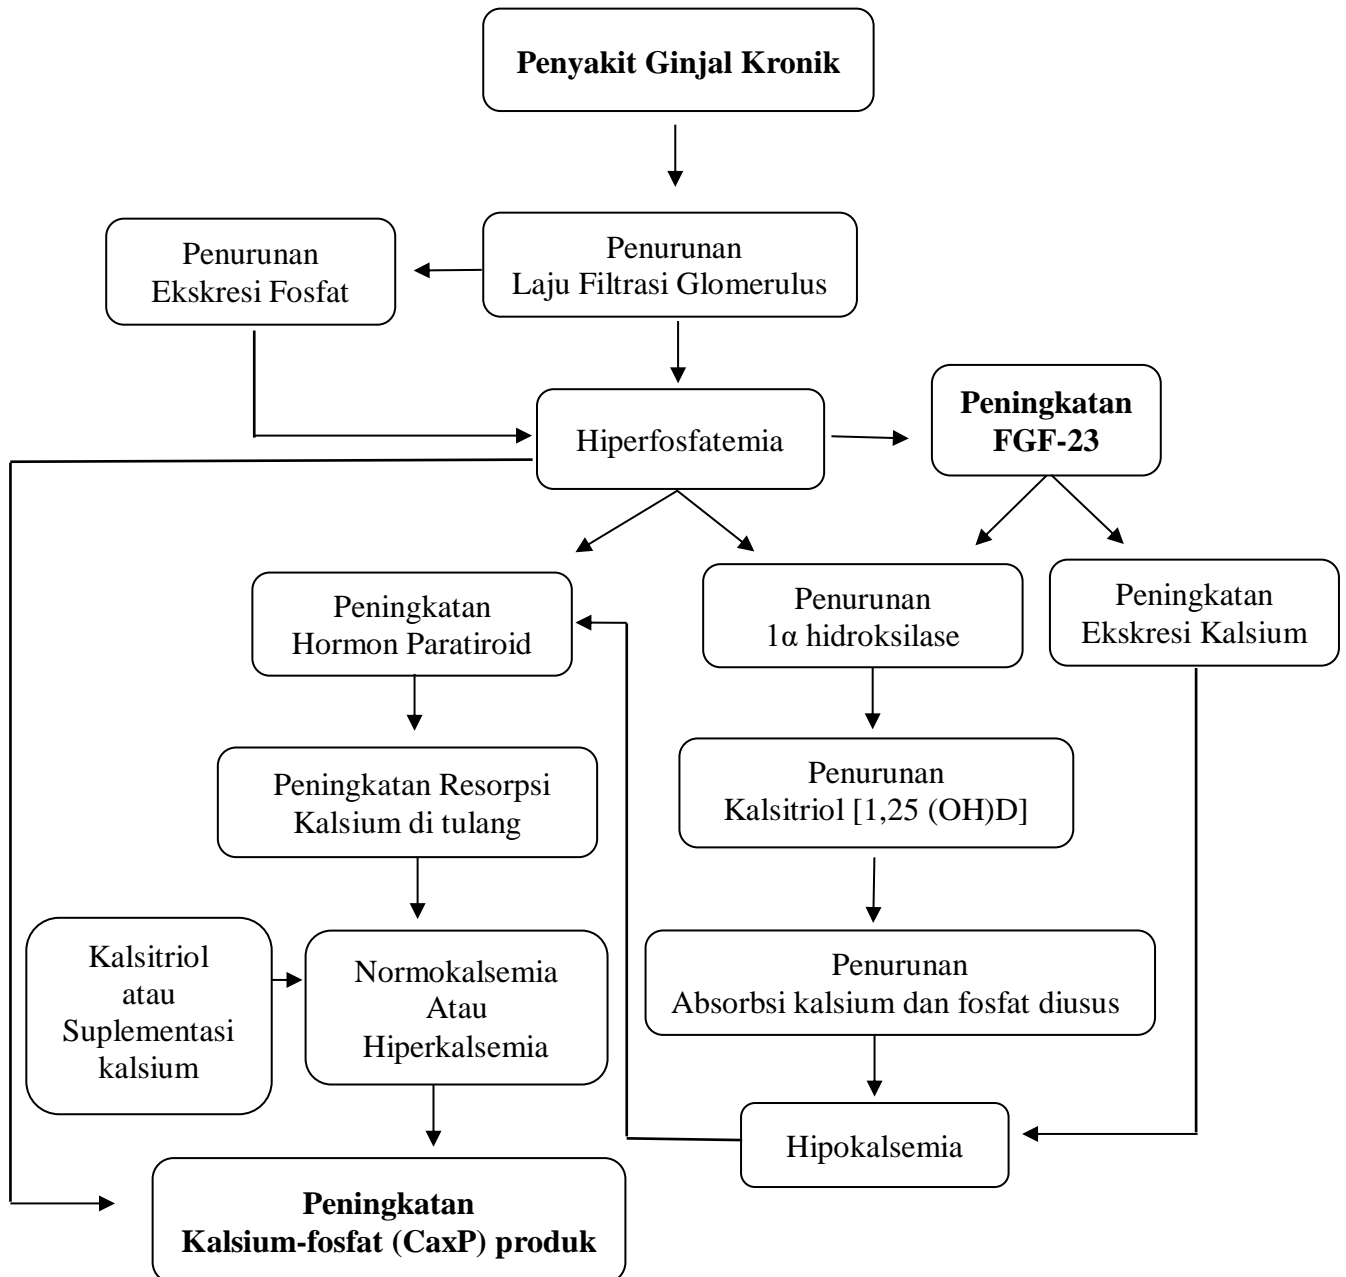 Penyakit Ginjal Kronik
Penurunan
Ekskresi Fosfat
Penurunan
Laju Filtrasi Glomerulus
Hiperfosfatemia
Peningkatan
FGF-23
Peningkatan
Hormon Paratiroid
Penurunan
1α hidroksilase
Peningkatan
Ekskresi Kalsium
Peningkatan Resorpsi
Kalsium di tulang
Penurunan
Kalsitriol [1,25 (OH)D]
Kalsitriol
atau
Suplementasi
kalsium
Normokalsemia
Atau
Hiperkalsemia
Penurunan
Absorbsi kalsium dan fosfat diusus
Hipokalsemia
Peningkatan
Kalsium-fosfat (CaxP) produk